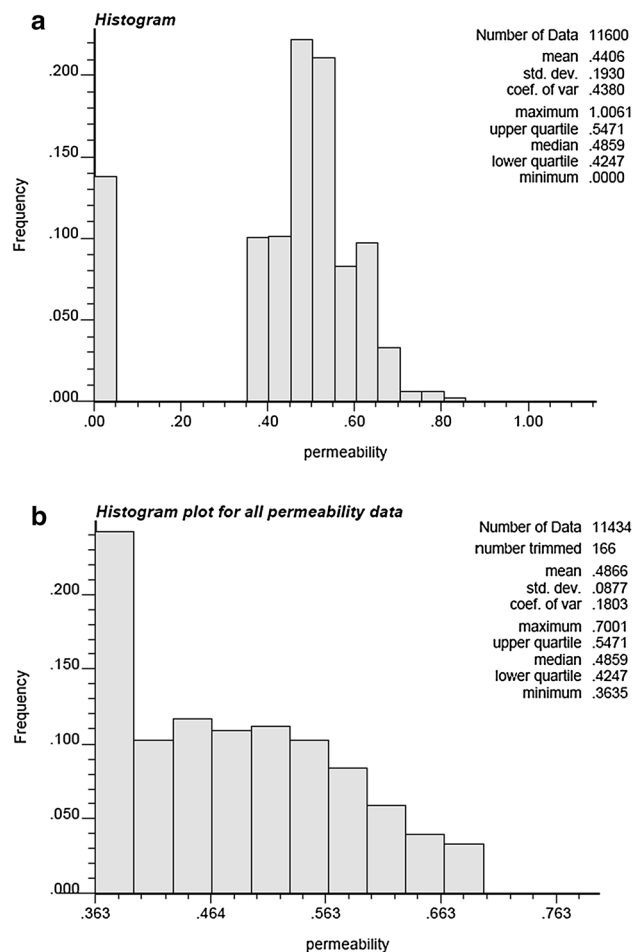 a
Histogram
Number of Data 11600
mean .4406
std. dev. .1930
coef. of var .4380
maximum 1.0061
upper quartile .5471
median .4859
lower quartile .4247
minimum .0000
Frequency
.200
.150
.100
.050
.000
.00 .20 .40 .60 .80 1.00
permeability
b
Histogram plot for all permeability data
Number of Data 11434
number trimmed 166
mean .4866
std. dev. .0877
coef. of var .1803
maximum .7001
upper quartile .5471
median .4859
lower quartile .4247
minimum .3635
Frequency
.200
.150
.100
.050
.000
.363 .464 .563 .663 .763
permeability